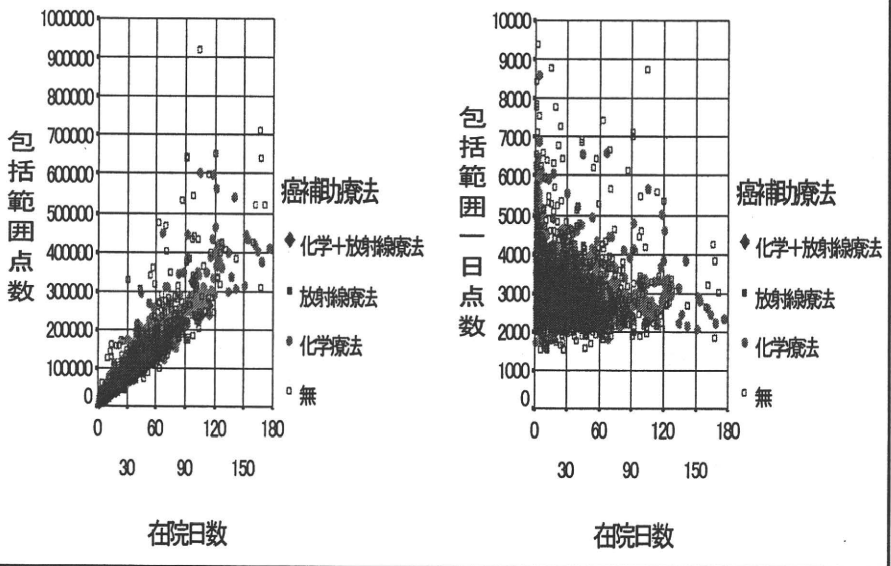 包括範囲点数
1000000
900000
800000
700000
600000
500000
400000
300000
200000
100000
0
0
60
120
180
30
90
150
在院日数
癌補助療法
化学+放射線療法
放射線療法
化学療法
無
包括範囲一日点数
10000
9000
8000
7000
6000
5000
4000
3000
2000
1000
0
0
60
120
180
30
90
150
在院日数
癌補助療法
化学+放射線療法
放射線療法
化学療法
無